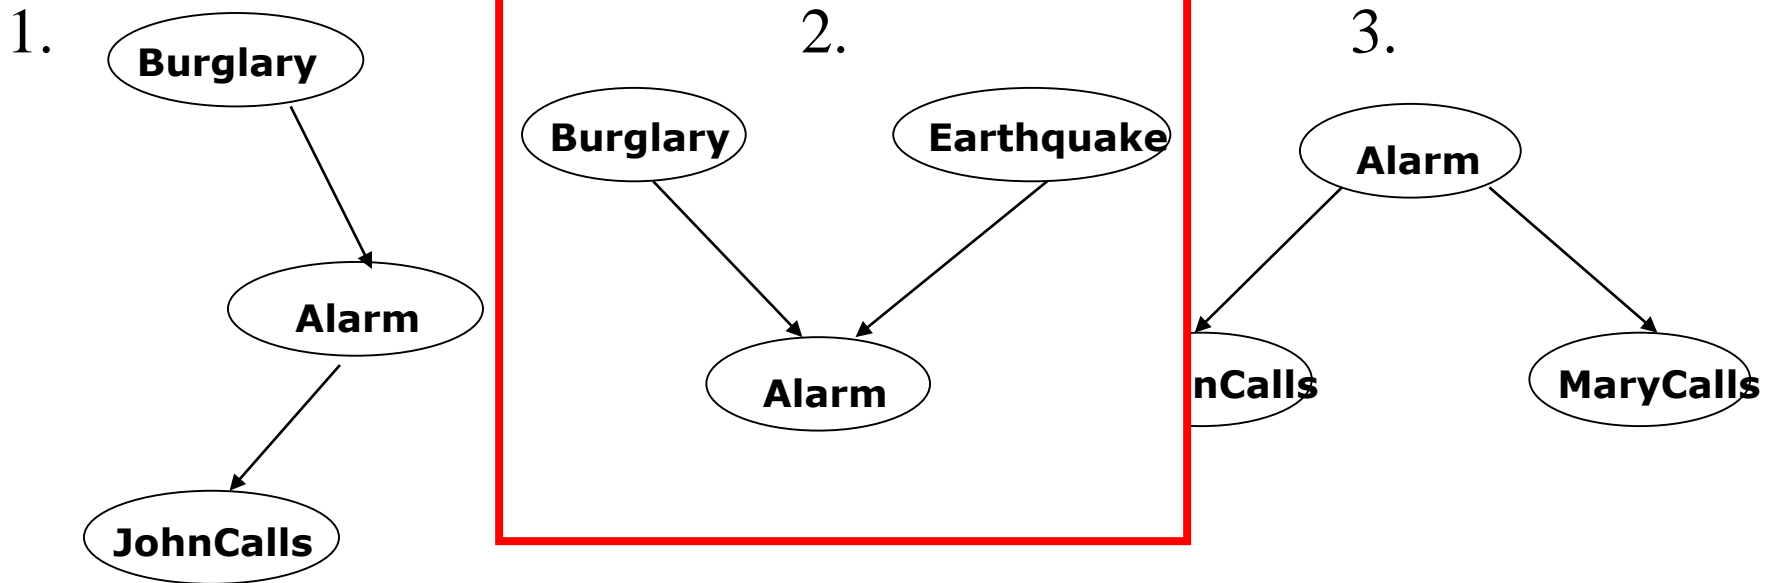 1.
Burglary
Alarm
JohnCalls
2.
Burglary
Earthquake
Alarm
3.
Alarm
nCalls
MaryCalls